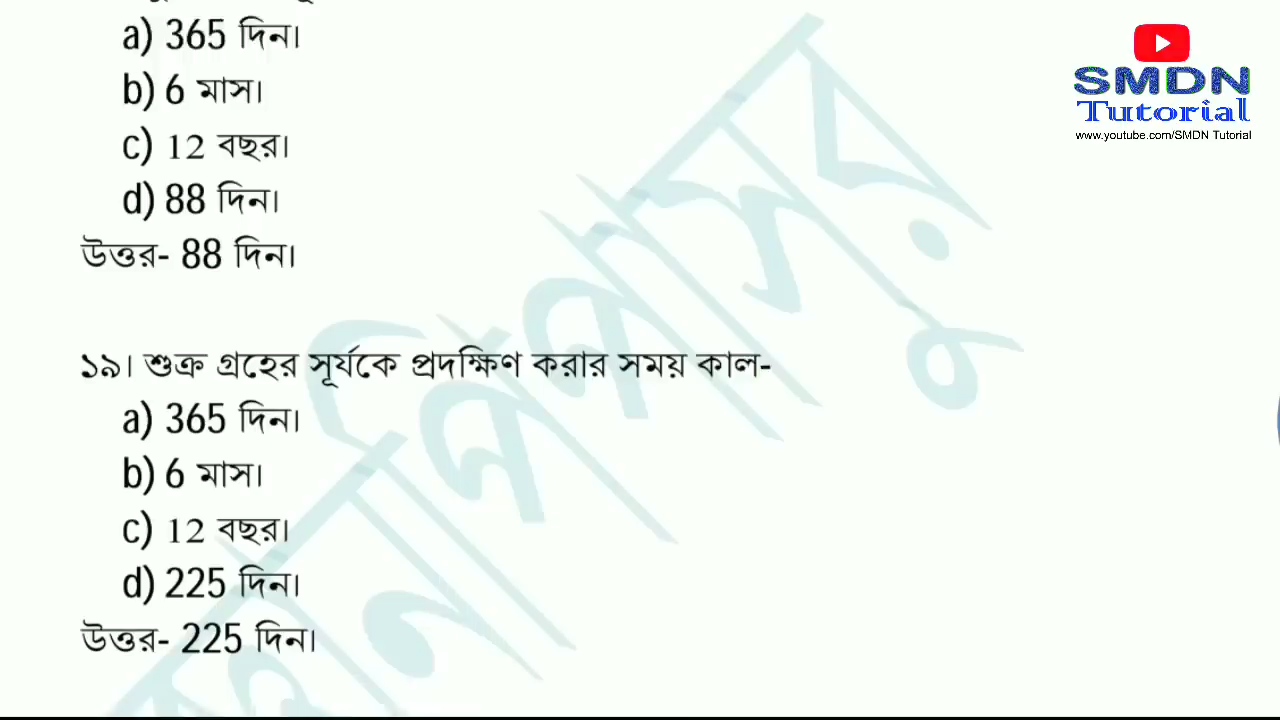 a) 365 দিন।
b) 6 মাস।
c) 12 বছর।
d) 88 দিন।
উত্তর- 88 দিন।
১৯। শুক্র গ্রহের সূর্যকে প্রদক্ষিণ করার সময় কাল-
a) 365 দিন।
b) 6 মাস।
c) 12 বছর।
d) 225 দিন।
উত্তর- 225 দিন।
SMDN
Tutorial
www.youtube.com/SMDN Tutorial